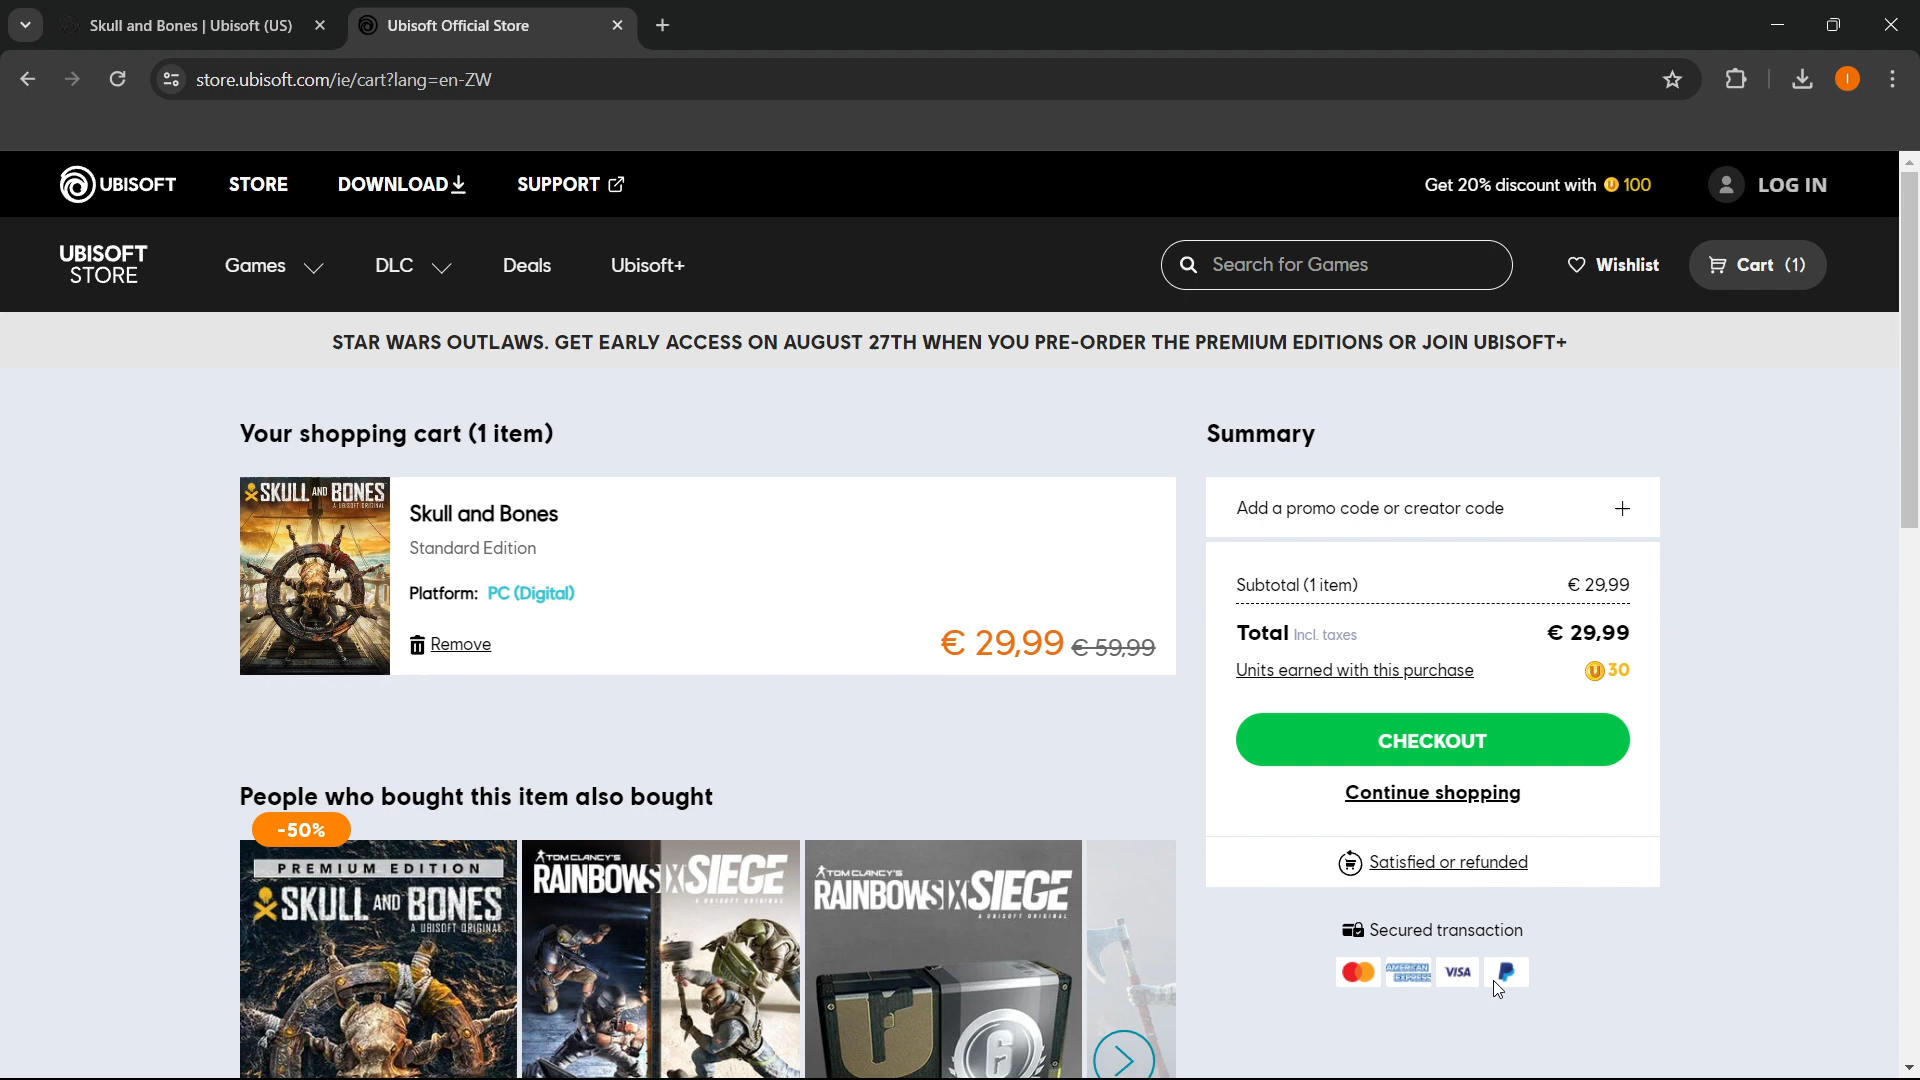 Skull and Bones | Ubisoft (US)
Ubisoft Official Store
store.ubisoft.com/ie/cart?lang=en-ZW
I
UBISOFT
STORE
DOWNLOAD
SUPPORT
Get 20% discount with 100
LOG IN
UBISOFT
STORE
Games
DLC
Deals
Ubisoft+
Search for Games
Wishlist
Cart (1)
STAR WARS OUTLAWS. GET EARLY ACCESS ON AUGUST 27TH WHEN YOU PRE-ORDER THE PREMIUM EDITIONS OR JOIN UBISOFT+
Your shopping cart (1 item)
SKULL AND BONES
A UBISOFT ORIGINAL
Skull and Bones
Standard Edition
Platform: PC (Digital)
Remove
€ 29,99 € 59,99
Summary
Add a promo code or creator code
Subtotal (1 item) € 29,99
Total Incl. taxes € 29,99
Units earned with this purchase 30
CHECKOUT
Continue shopping
Satisfied or refunded
Secured transaction
AMERICAN EXPRESS
VISA
People who bought this item also bought
-50%
PREMIUM EDITION
SKULL AND BONES
A UBISOFT ORIGINAL
TOM CLANCY'S
RAINBOW SIX SIEGE
A UBISOFT ORIGINAL
TOM CLANCY'S
RAINBOW SIX SIEGE
A UBISOFT ORIGINAL
6